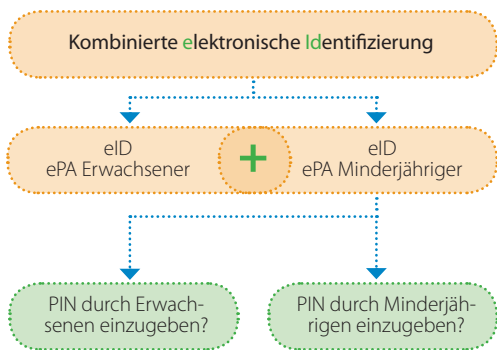 Kombinierte elektronische Identifizierung
eID
ePA Erwachsener
+
eID
ePA Minderjähriger
PIN durch Erwach-
senen einzugeben?
PIN durch Minderjäh-
rigen einzugeben?